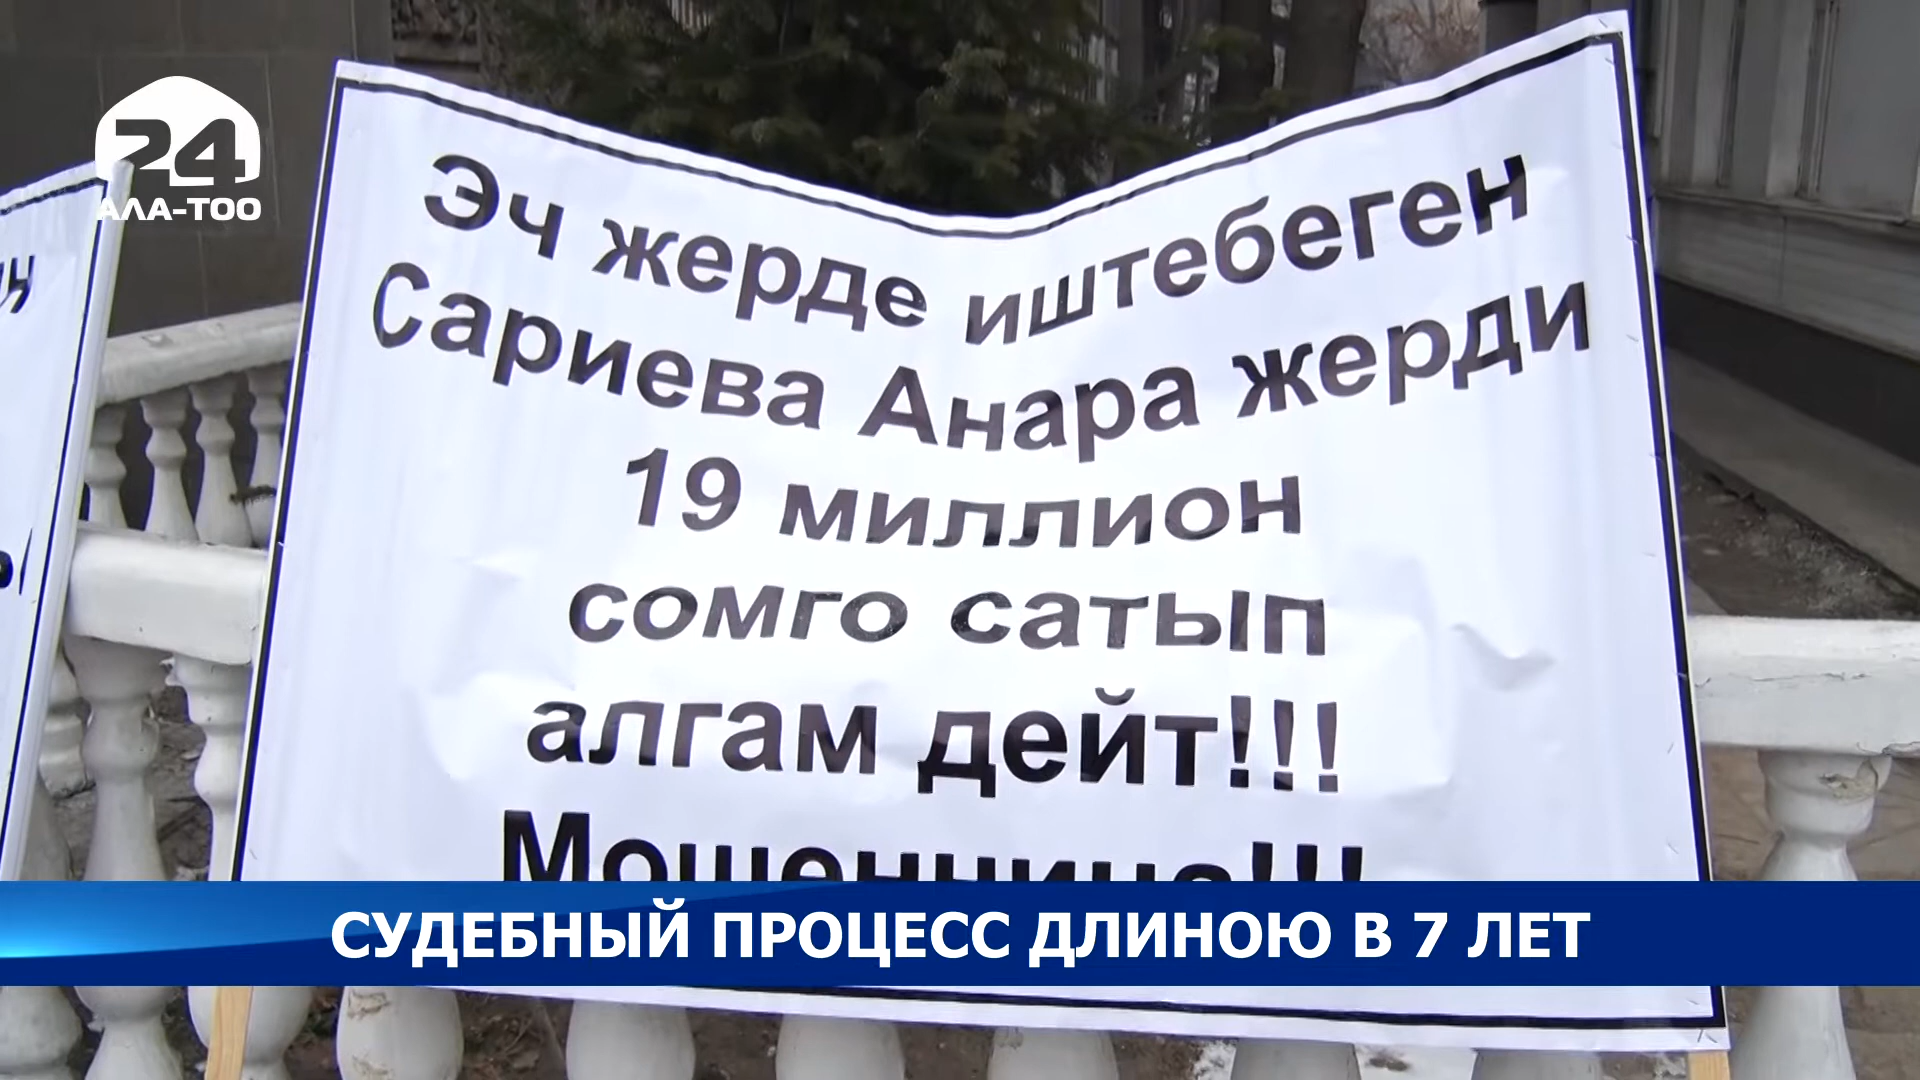 24
АЛА-ТОО
Эч жерде иштебеген
Сариева Анара жерди
19 миллион
сомго сатып
алгам дейт!!!
Мошенница!!!
СУДЕБНЫЙ ПРОЦЕСС ДЛИНОЮ В 7 ЛЕТ